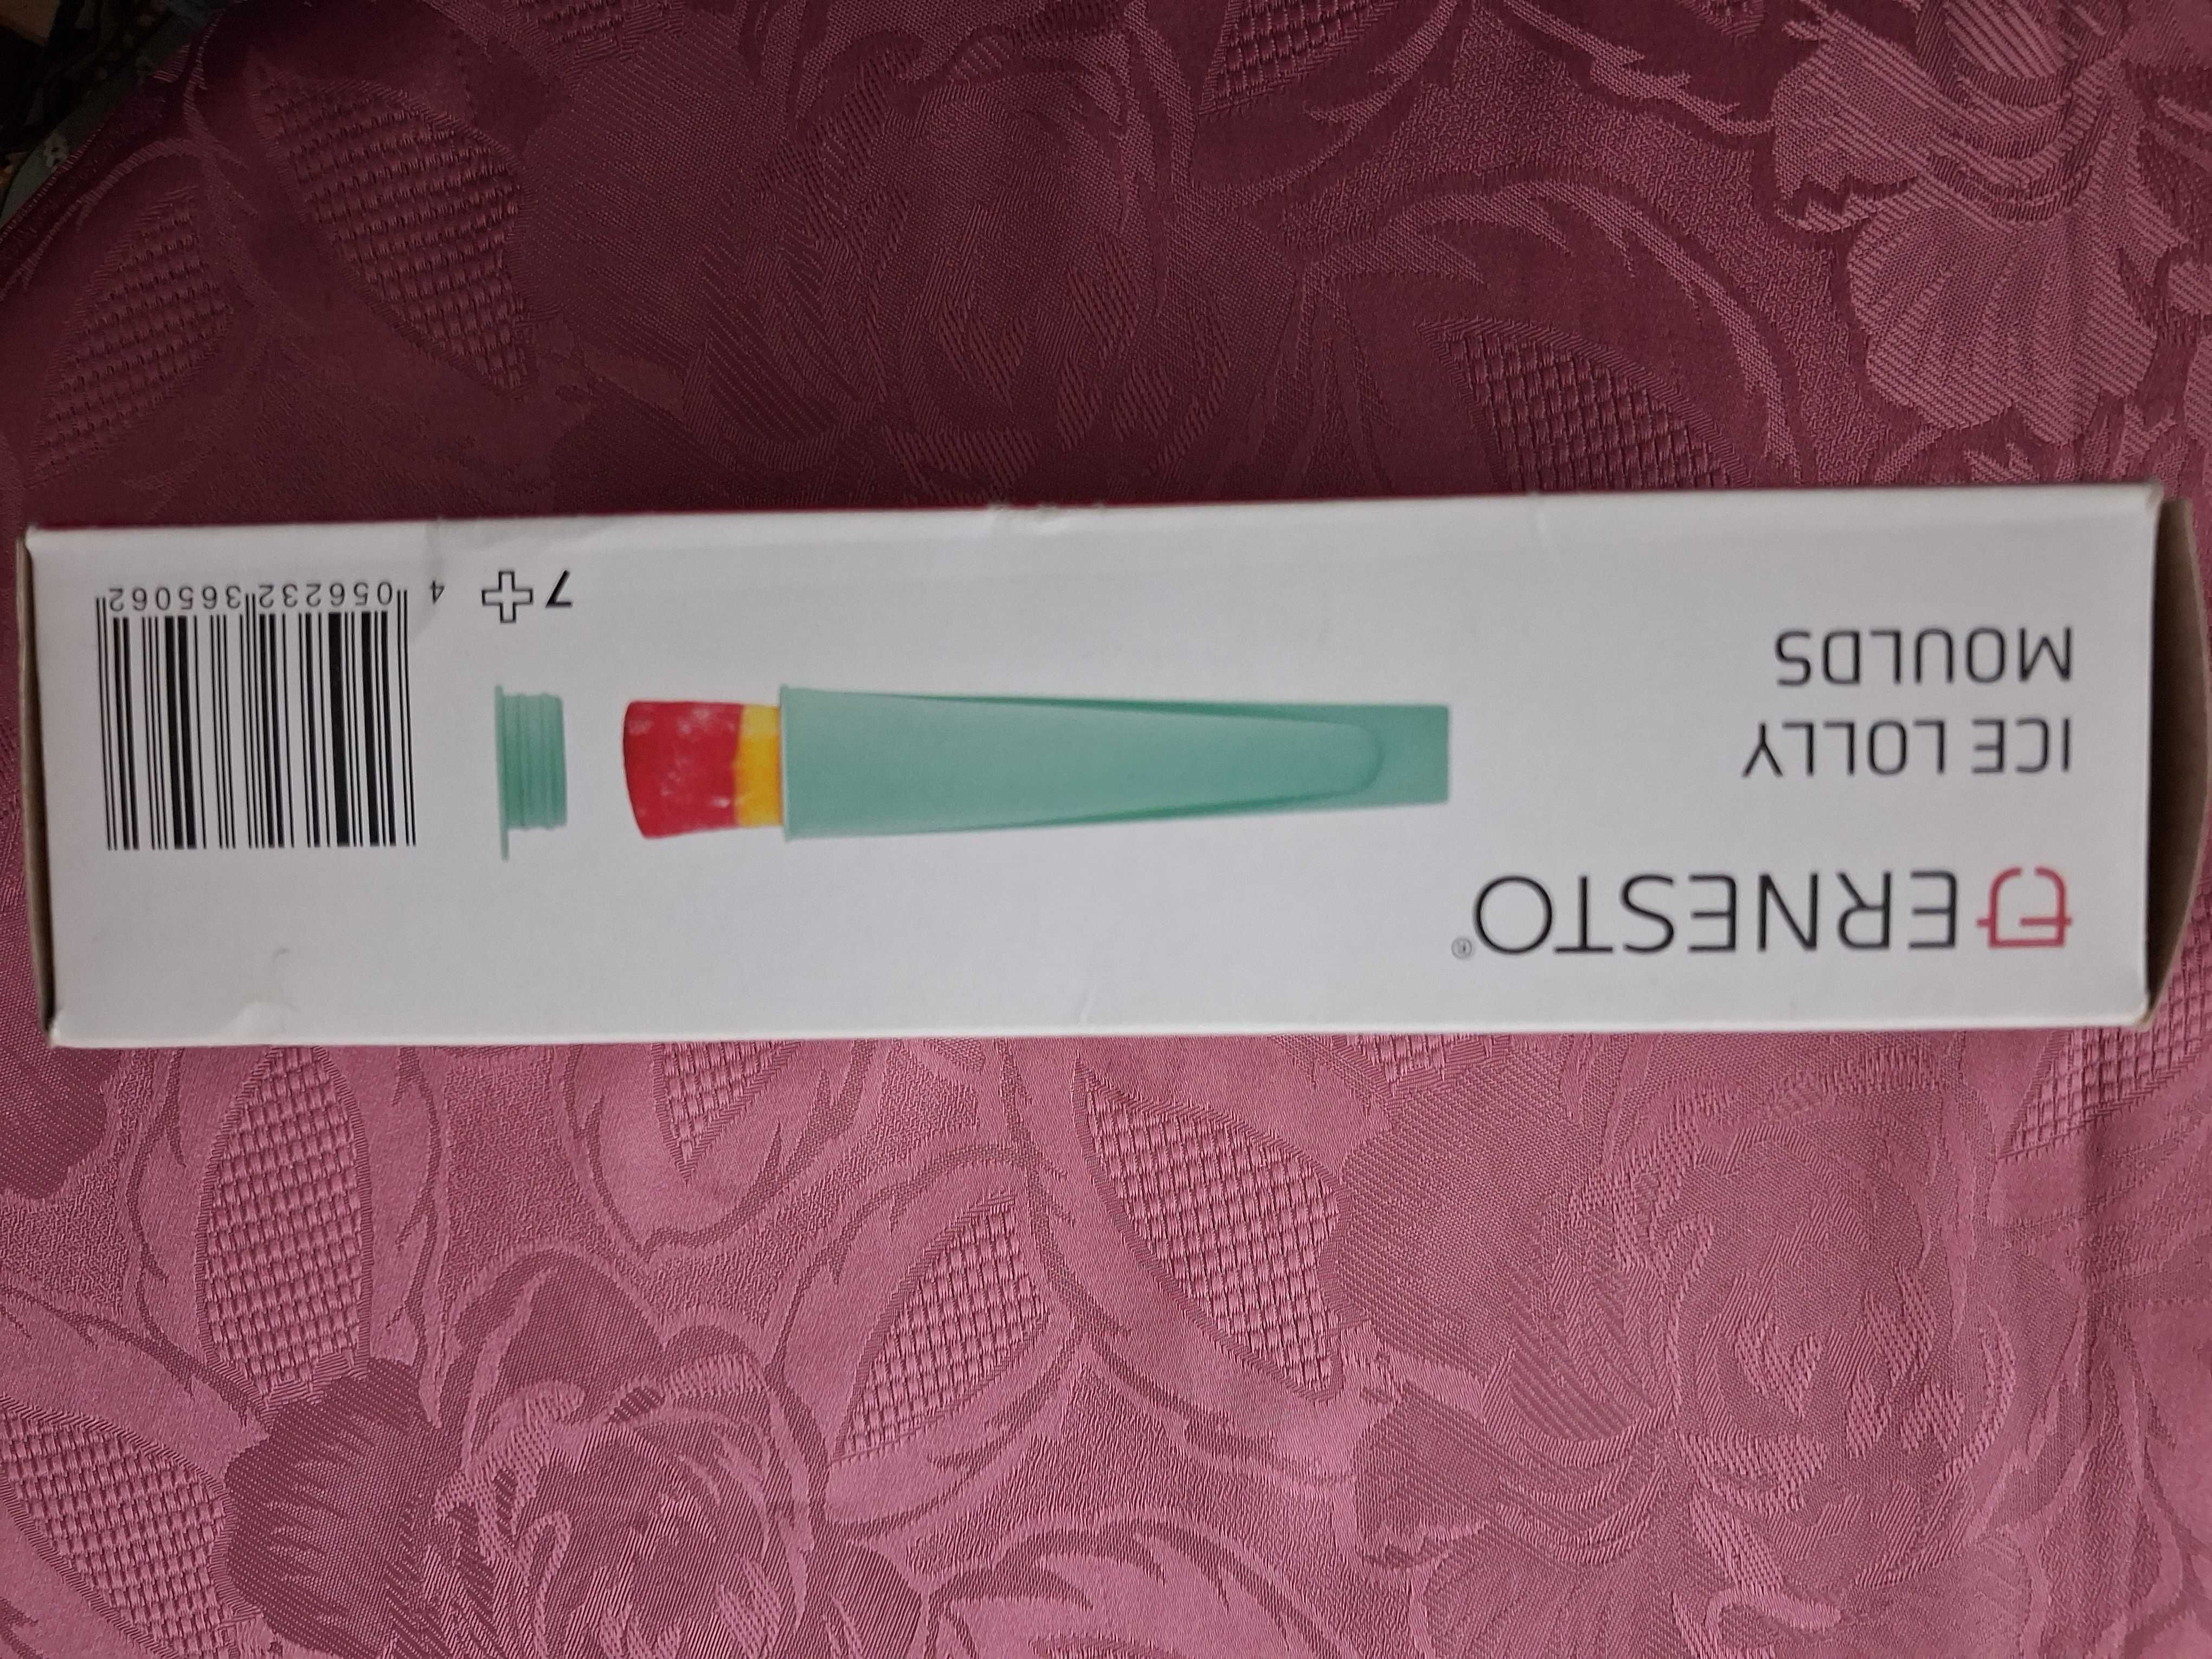 ERNESTO®
ICE LOLLY
MOULDS
7+
4 056232 365062